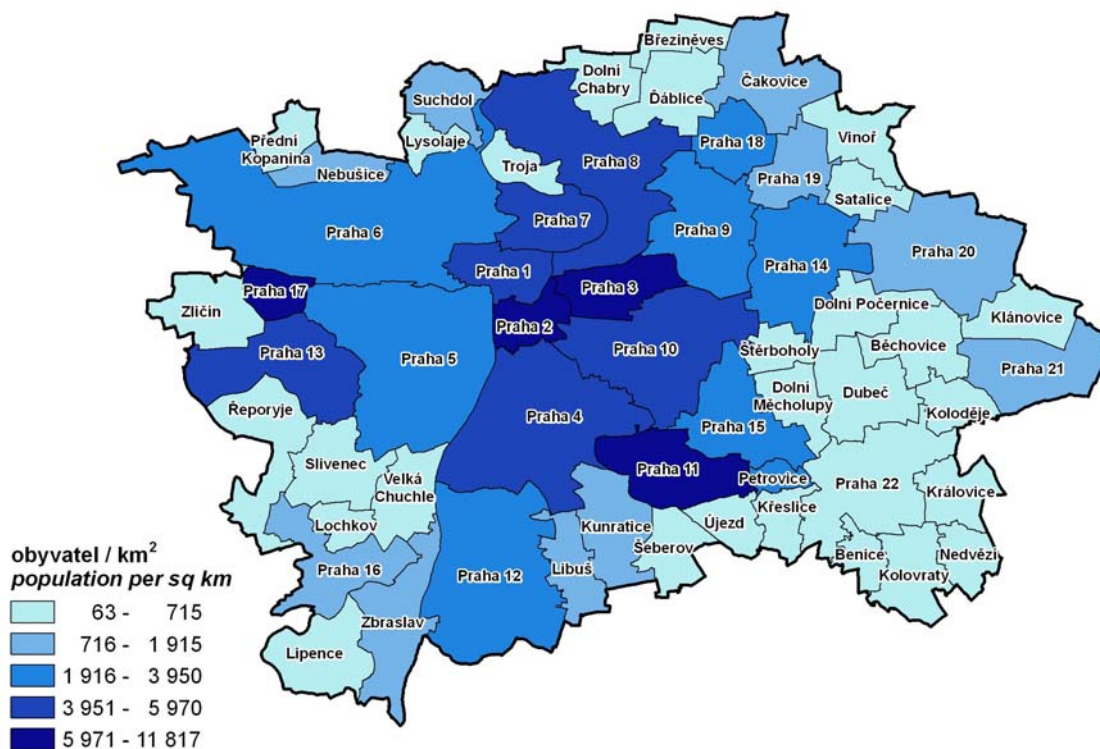 Březiněves
Dolní
Chabry
Ďáblice
Čakovice
Suchdol
Přední
Kopanina
Lysolaje
Nebušice
Troja
Praha 8
Praha 18
Vinoř
Praha 19
Satalice
Praha 6
Praha 7
Praha 9
Praha 20
Praha 14
Praha 1
Praha 17
Praha 3
Zličín
Dolní Počernice
Klánovice
Praha 2
Praha 13
Praha 5
Praha 10
Štěrboholy
Běchovice
Praha 21
Dolní
Měcholupy
Dubeč
Koloděje
Řeporyje
Praha 4
Praha 15
Slivenec
Velká
Chuchle
Praha 11
Petrovice
Praha 22
Královice
Lochkov
Kunratice
Újezd
Křeslice
Šeberov
Praha 16
Praha 12
Libuš
Benice
Nedvězí
Kolovraty
Zbraslav
Lipence
obyvatel / km²
population per sq km
63 - 715
716 - 1 915
1 916 - 3 950
3 951 - 5 970
5 971 - 11 817